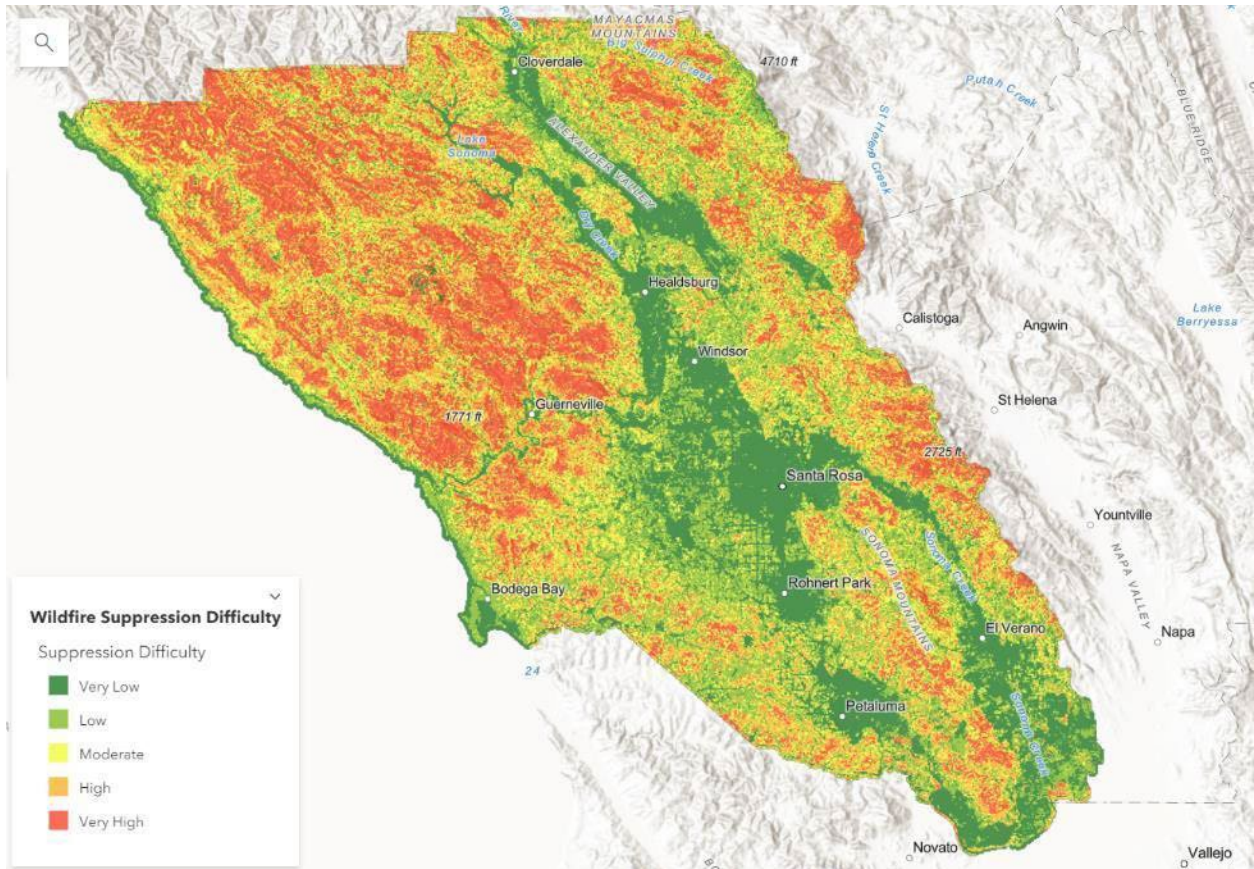 River
MAYACMAS
MOUNTAINS
Big Sulphur Creek
4710 ft
Cloverdale
Putah Creek
BLUE RIDGE
St Helena Creek
ALEXANDER VALLEY
Lake
Sonoma
Dry Creek
Healdsburg
Calistoga
Angwin
Lake
Berryessa
Windsor
St Helena
Guerneville
1771 ft
2725 ft
Santa Rosa
Yountville
NAPA VALLEY
SONOMA MOUNTAINS
Sonoma Creek
Rohnert Park
Bodega Bay
El Verano
Napa
24
Petaluma
Sonoma Creek
Novato
Vallejo
Wildfire Suppression Difficulty
Suppression Difficulty
Very Low
Low
Moderate
High
Very High